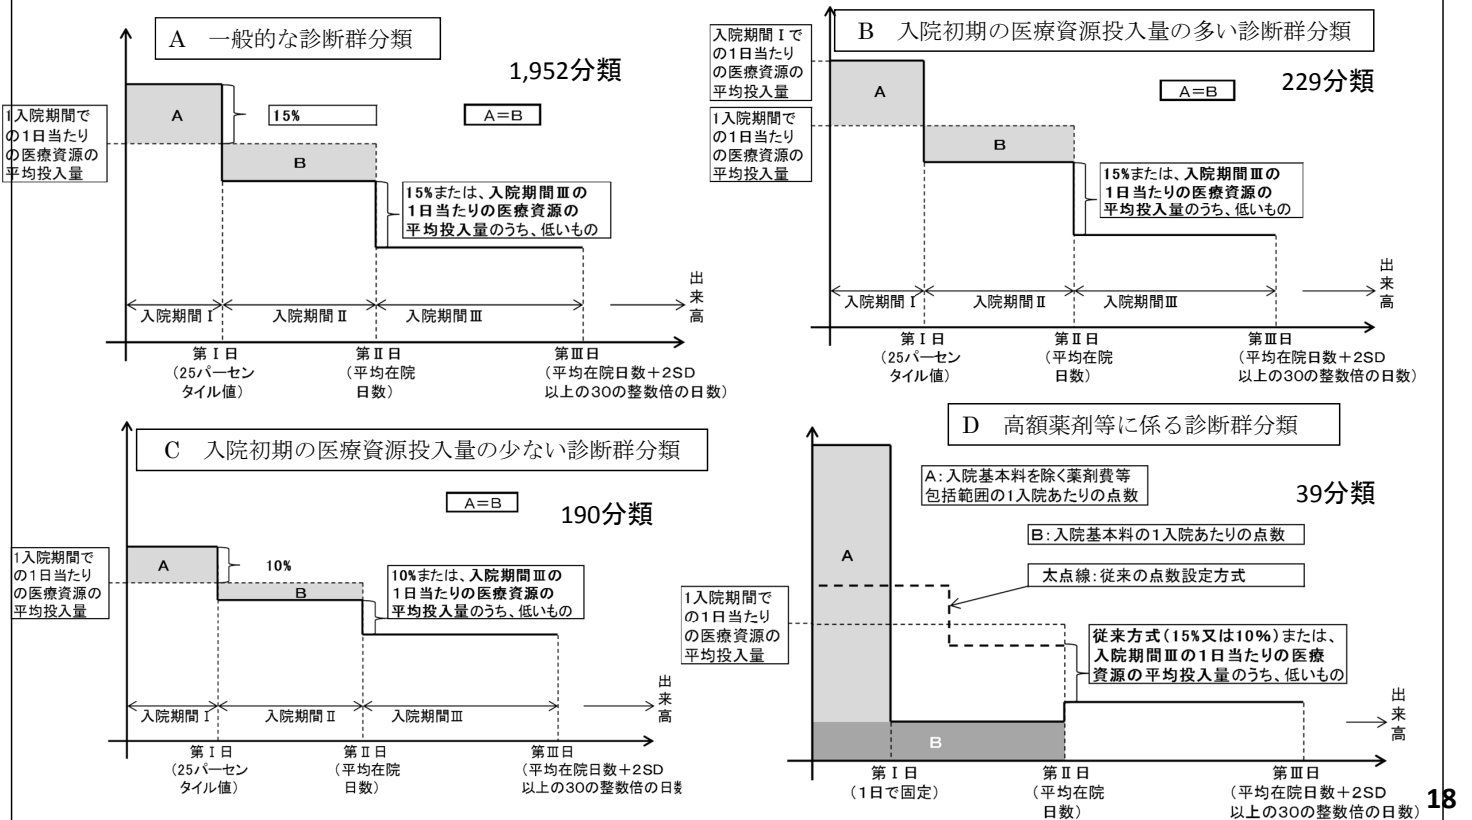 A　一般的な診断群分類
1,952分類
A
15%
A=B
1入院期間で
の1日当たり
の医療資源の
平均投入量
B
15%または、入院期間Ⅲの
1日当たりの医療資源の
平均投入量のうち、低いもの
入院期間Ⅰ
入院期間Ⅱ
入院期間Ⅲ
出来高
第Ⅰ日
(25パーセン
タイル値)
第Ⅱ日
(平均在院
日数)
第Ⅲ日
(平均在院日数+2SD
以上の30の整数倍の日数)
B　入院初期の医療資源投入量の多い診断群分類
入院期間Ⅰで
の1日当たり
の医療資源の
平均投入量
229分類
A
A=B
1入院期間で
の1日当たり
の医療資源の
平均投入量
B
15%または、入院期間Ⅲの
1日当たりの医療資源の
平均投入量のうち、低いもの
入院期間Ⅰ
入院期間Ⅱ
入院期間Ⅲ
出来高
第Ⅰ日
(25パーセン
タイル値)
第Ⅱ日
(平均在院
日数)
第Ⅲ日
(平均在院日数+2SD
以上の30の整数倍の日数)
C　入院初期の医療資源投入量の少ない診断群分類
A=B
190分類
1入院期間で
の1日当たり
の医療資源の
平均投入量
A
10%
B
10%または、入院期間Ⅲの
1日当たりの医療資源の
平均投入量のうち、低いもの
入院期間Ⅰ
入院期間Ⅱ
入院期間Ⅲ
出来高
第Ⅰ日
(25パーセン
タイル値)
第Ⅱ日
(平均在院
日数)
第Ⅲ日
(平均在院日数+2SD
以上の30の整数倍の日数
D　高額薬剤等に係る診断群分類
A:入院基本料を除く薬剤費等
包括範囲の1入院あたりの点数
39分類
B:入院基本料の1入院あたりの点数
A
太点線:従来の点数設定方式
1入院期間で
の1日当たり
の医療資源の
平均投入量
従来方式(15%又は10%)または、
入院期間Ⅲの1日当たりの医療
資源の平均投入量のうち、低いもの
B
出来高
第Ⅰ日
(1日で固定)
第Ⅱ日
(平均在院
日数)
第Ⅲ日
(平均在院日数+2SD
以上の30の整数倍の日数)
18